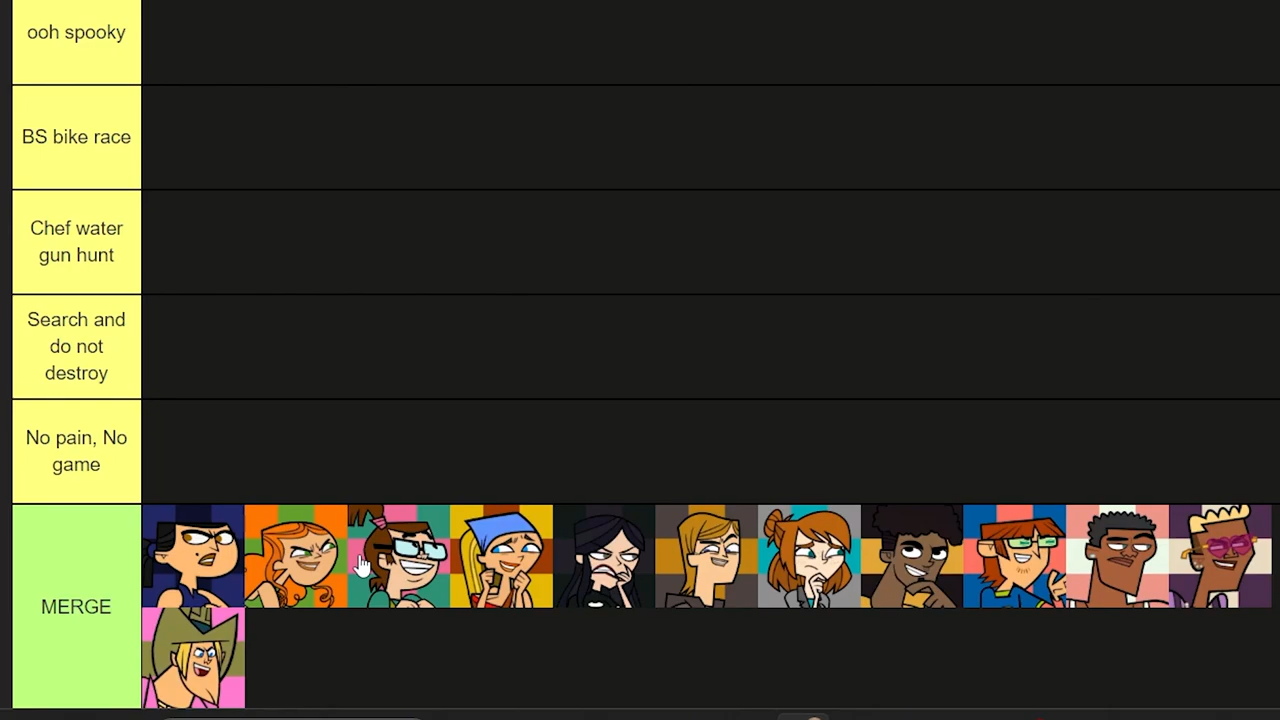 ooh spooky
BS bike race
Chef water
gun hunt
Search and
do not
destroy
No pain, No
game
MERGE